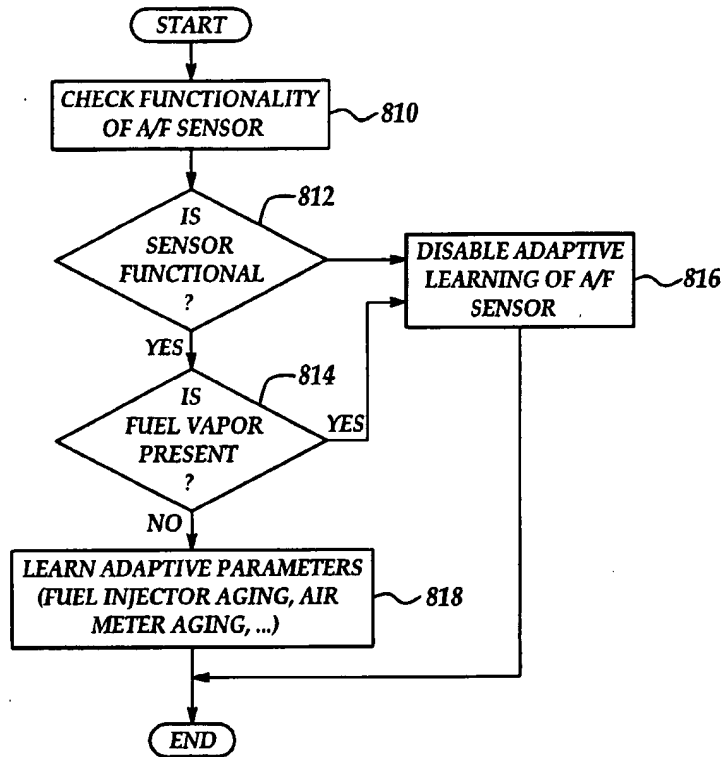 START
CHECK FUNCTIONALITY
OF A/F SENSOR
810
812
IS
SENSOR
FUNCTIONAL
?
DISABLE ADAPTIVE
LEARNING OF A/F
SENSOR
816
YES
814
IS
FUEL VAPOR
PRESENT
?
YES
NO
LEARN ADAPTIVE PARAMETERS
(FUEL INJECTOR AGING, AIR
METER AGING, ...)
818
END